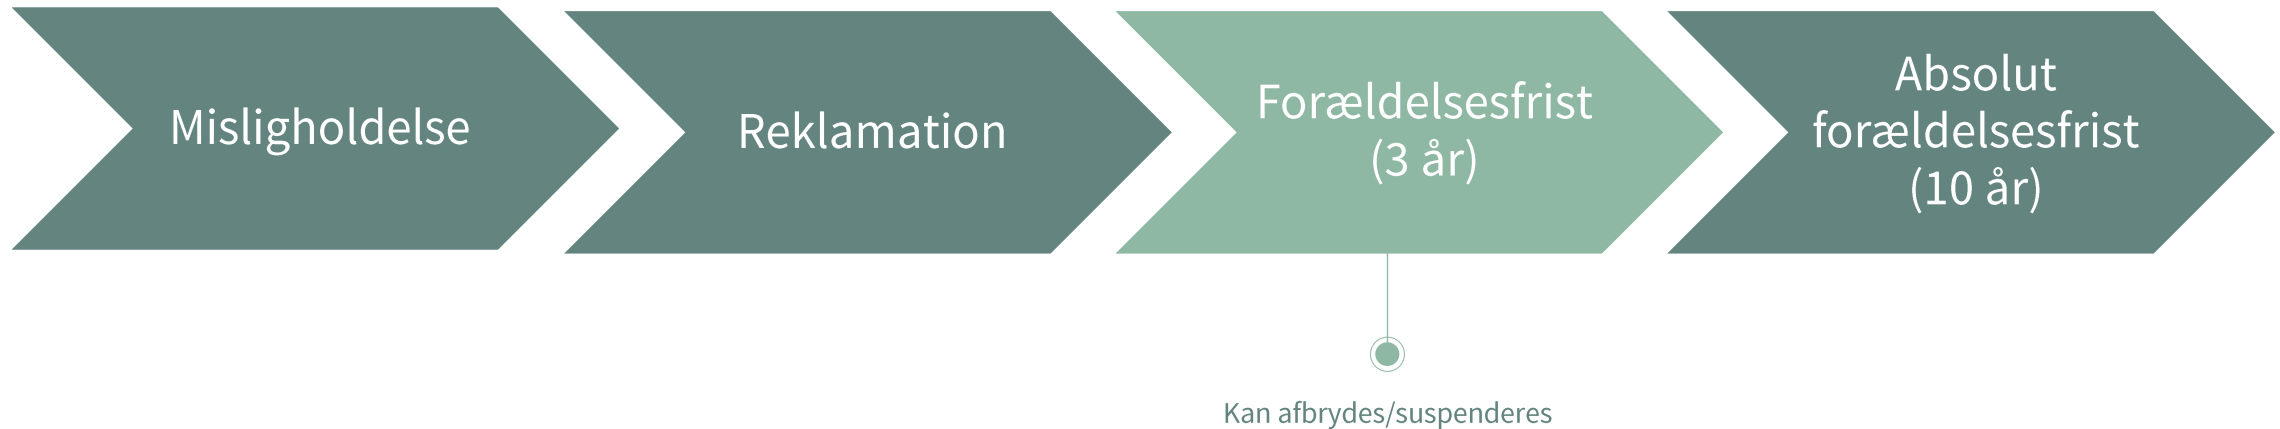 Misligholdelse
Reklamation
Forældelsesfrist
(3 år)
Absolut
forældelsesfrist
(10 år)
Kan afbrydes/suspenderes